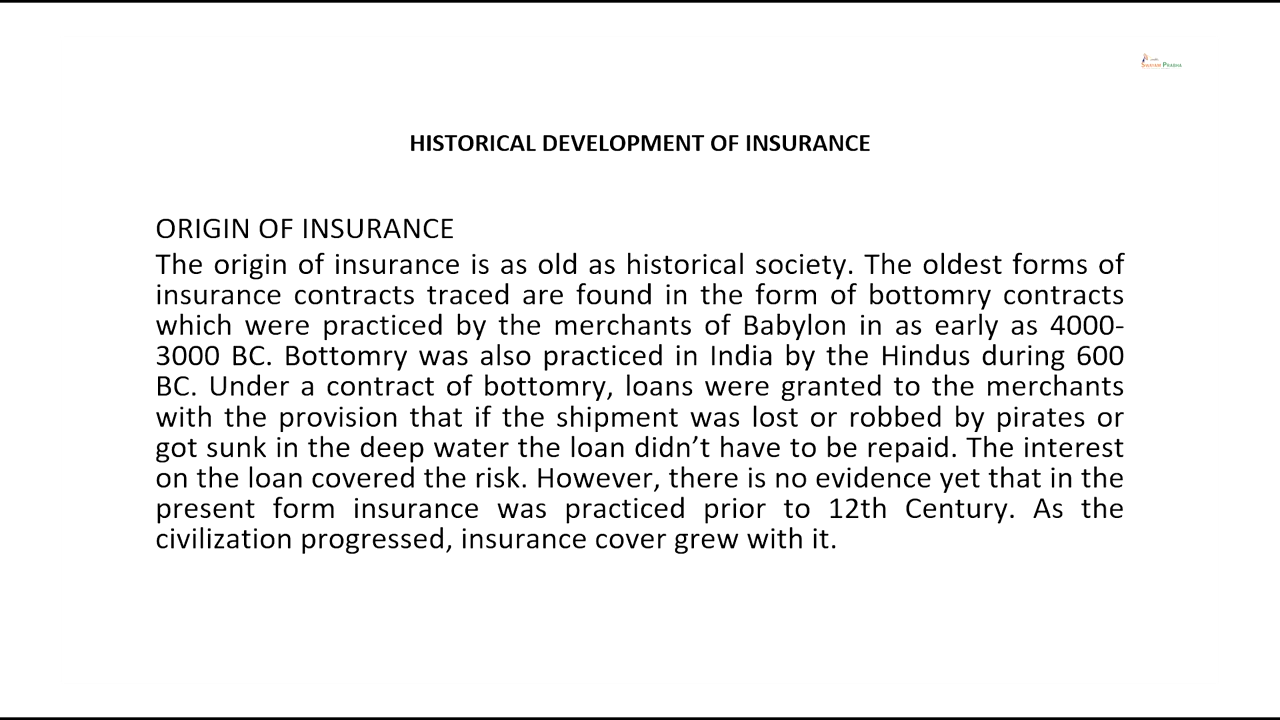 SWAYAM PRABHA
HISTORICAL DEVELOPMENT OF INSURANCE
ORIGIN OF INSURANCE
The origin of insurance is as old as historical society. The oldest forms of
insurance contracts traced are found in the form of bottomry contracts
which were practiced by the merchants of Babylon in as early as 4000-
3000 BC. Bottomry was also practiced in India by the Hindus during 600
BC. Under a contract of bottomry, loans were granted to the merchants
with the provision that if the shipment was lost or robbed by pirates or
got sunk in the deep water the loan didn’t have to be repaid. The interest
on the loan covered the risk. However, there is no evidence yet that in the
present form insurance was practiced prior to 12th Century. As the
civilization progressed, insurance cover grew with it.